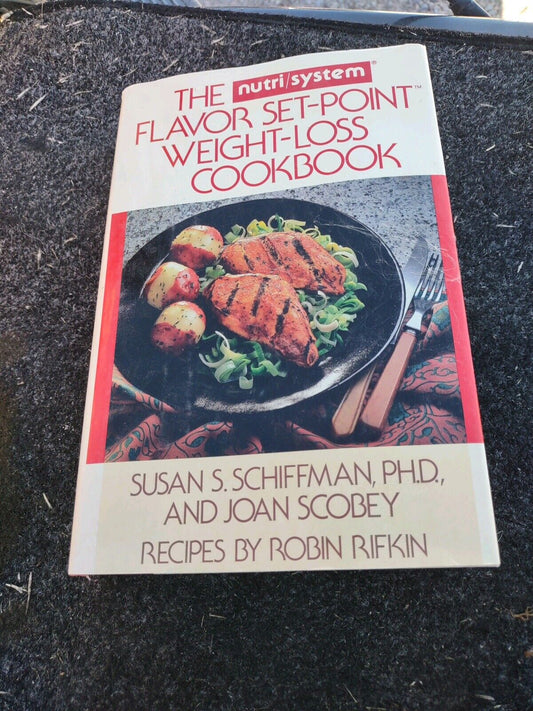 THE nutri/system®
FLAVOR SET-POINT™
WEIGHT-LOSS
COOKBOOK
SUSAN S. SCHIFFMAN, PH.D.,
AND JOAN SCOBEY
RECIPES BY ROBIN RIFKIN